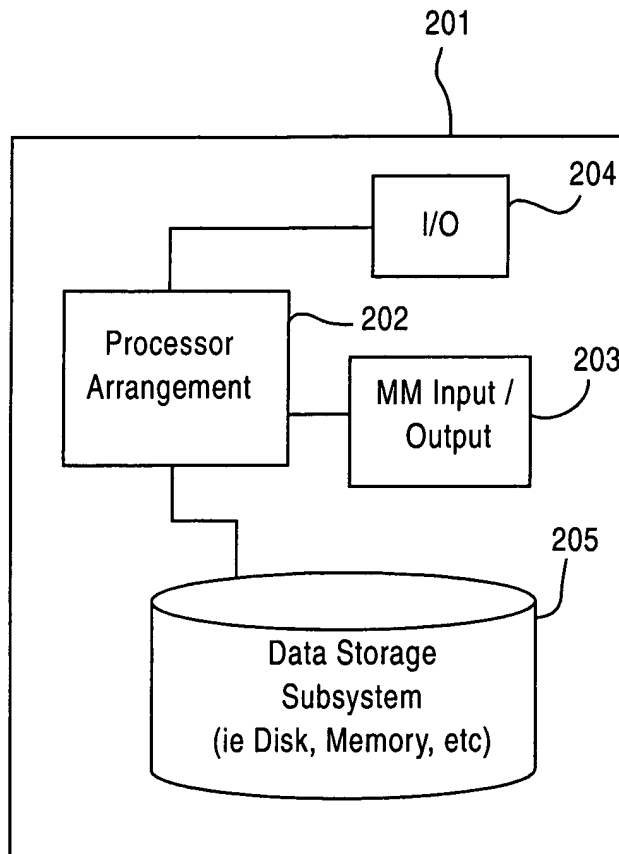 201
204
I/O
202
Processor
Arrangement
203
MM Input /
Output
205
Data Storage
Subsystem
(ie Disk, Memory, etc)